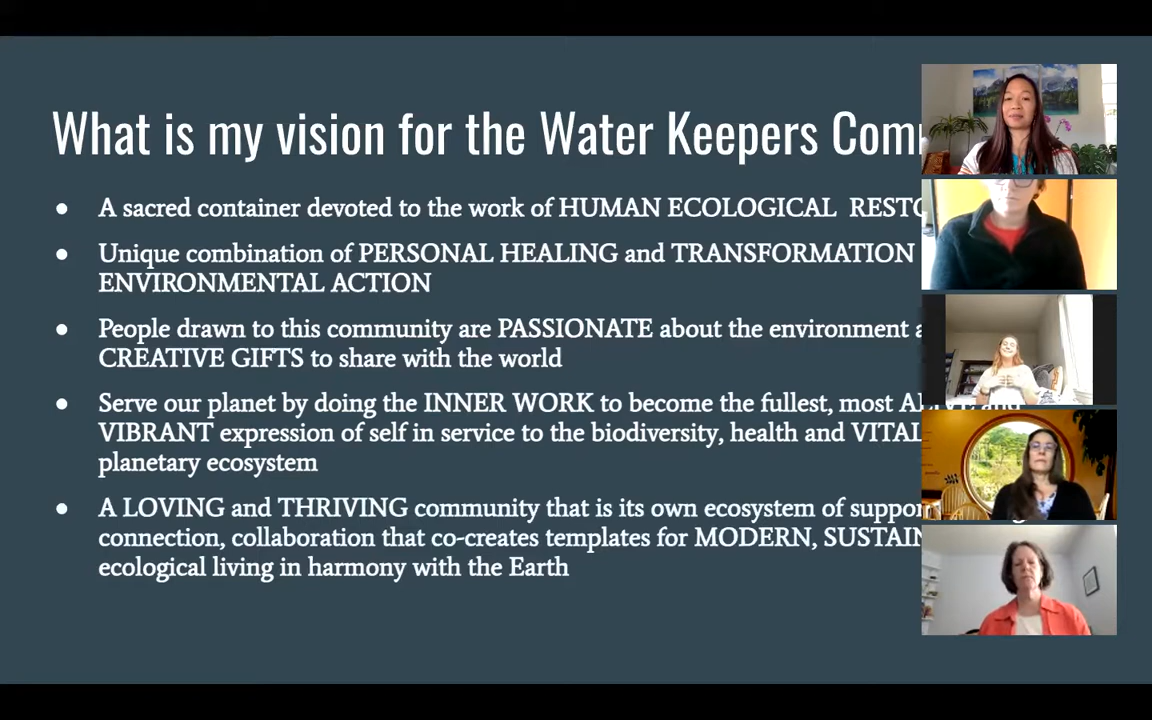 What is my vision for the Water Keepers Com
● A sacred container devoted to the work of HUMAN ECOLOGICAL REST
● Unique combination of PERSONAL HEALING and TRANSFORMATION
ENVIRONMENTAL ACTION
● People drawn to this community are PASSIONATE about the environment
CREATIVE GIFTS to share with the world
● Serve our planet by doing the INNER WORK to become the fullest, most ALIVE and
VIBRANT expression of self in service to the biodiversity, health and VITAL
planetary ecosystem
● A LOVING and THRIVING community that is its own ecosystem of support
connection, collaboration that co-creates templates for MODERN, SUSTAIN
ecological living in harmony with the Earth